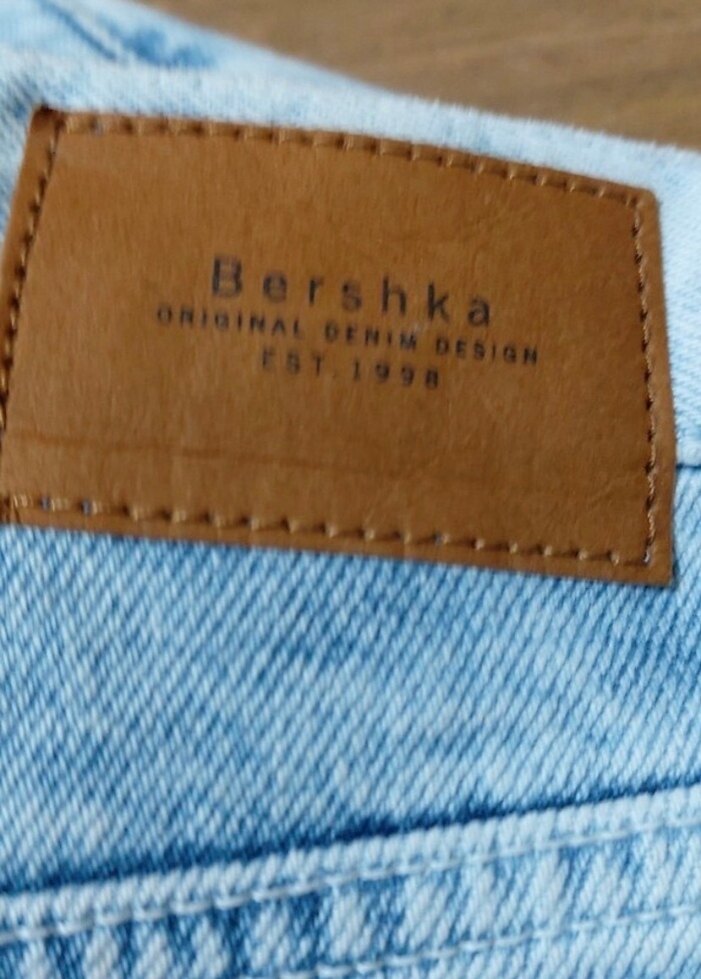 Bershka
ORIGINAL DENIM DESIGN
EST.1998